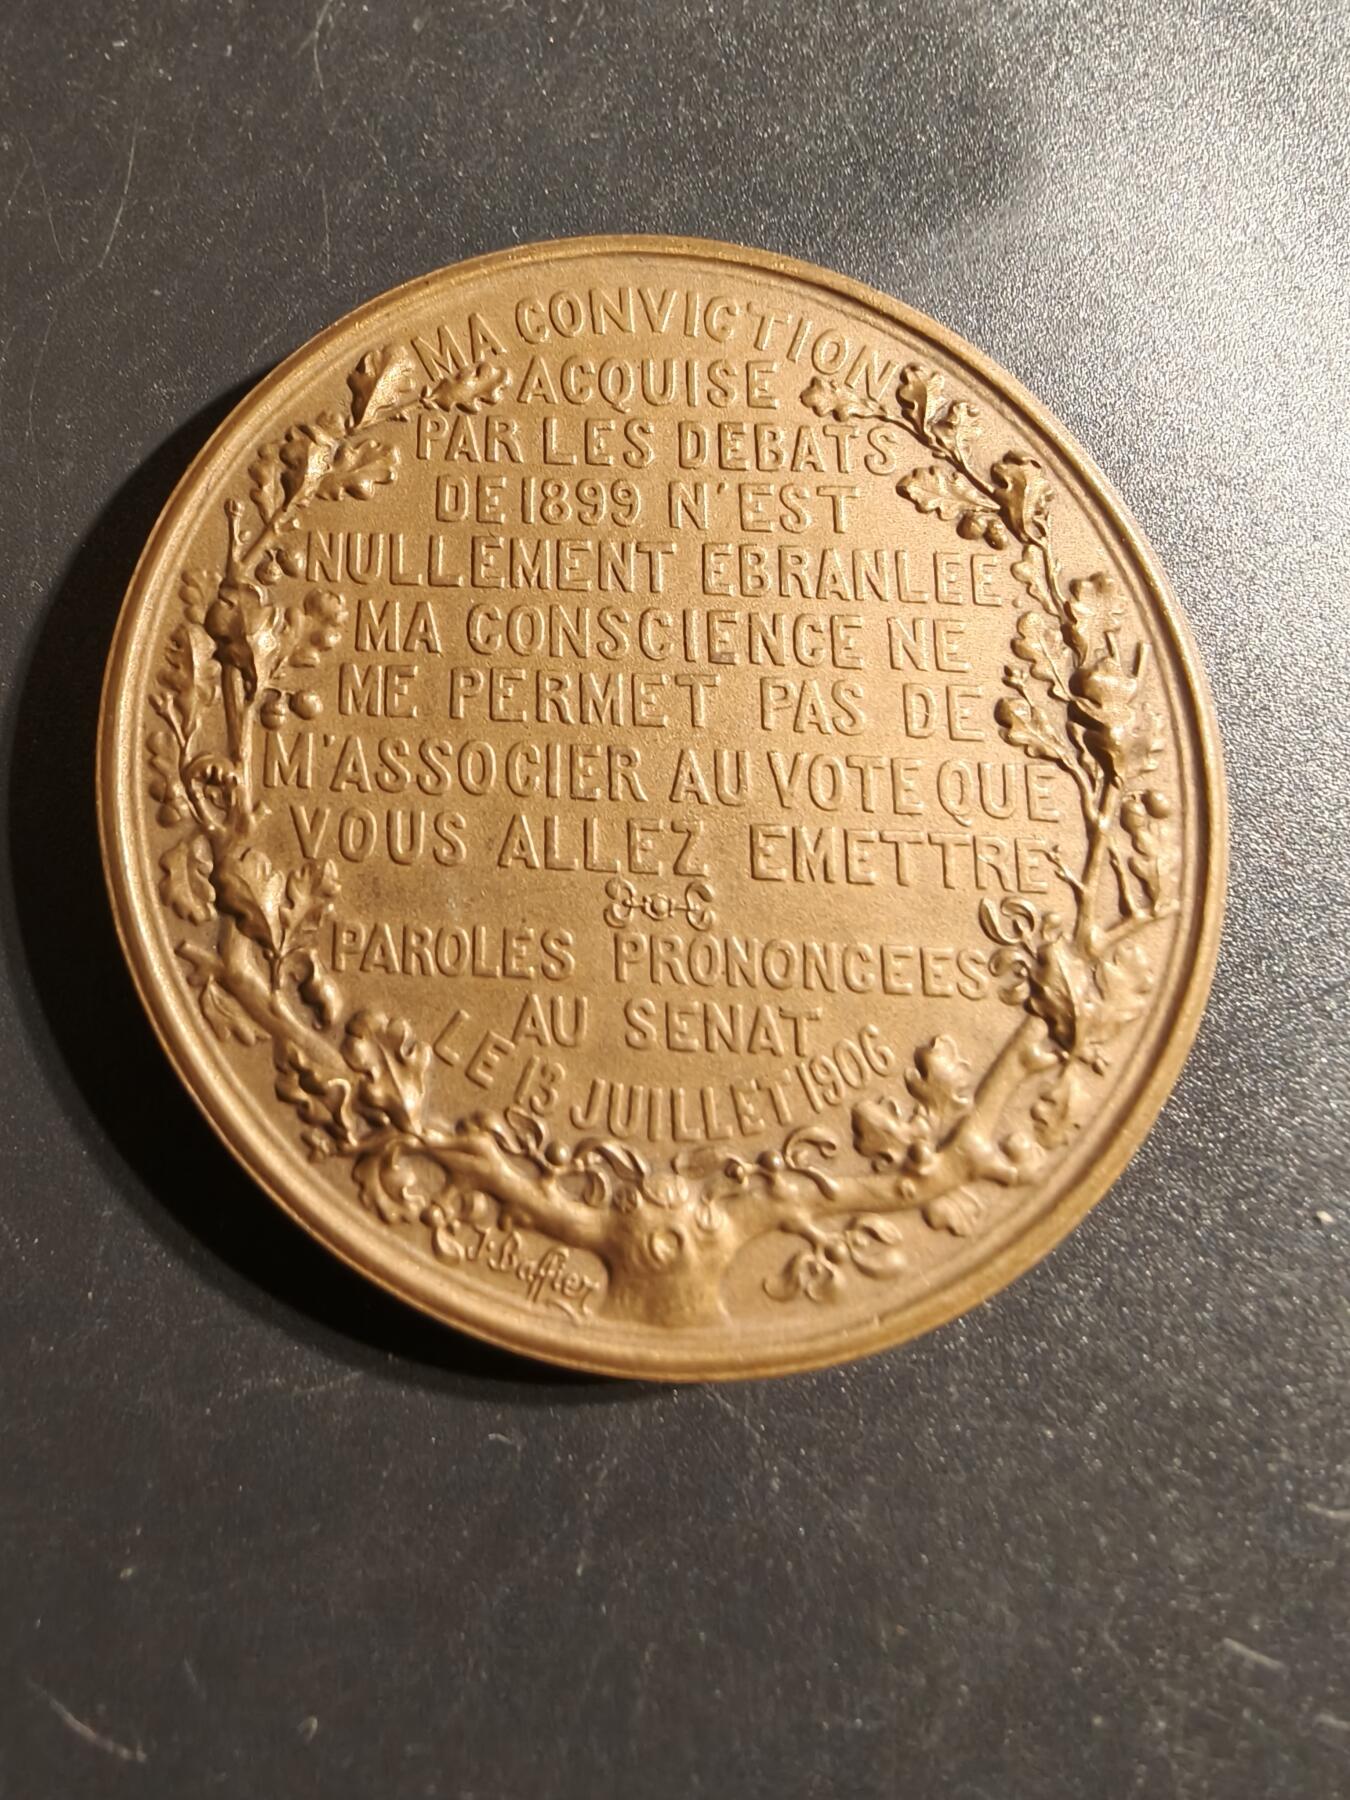 MA CONVICTION
ACQUISE
PAR LES DEBATS
DE 1899 N'EST
NULLEMENT EBRANLEE
MA CONSCIENCE NE
ME PERMET PAS DE
M'ASSOCIER AU VOTE QUE
VOUS ALLEZ EMETTRE
PAROLES PRONONCEES
AU SENAT
LE 13 JUILLET 1906
J. Baffier